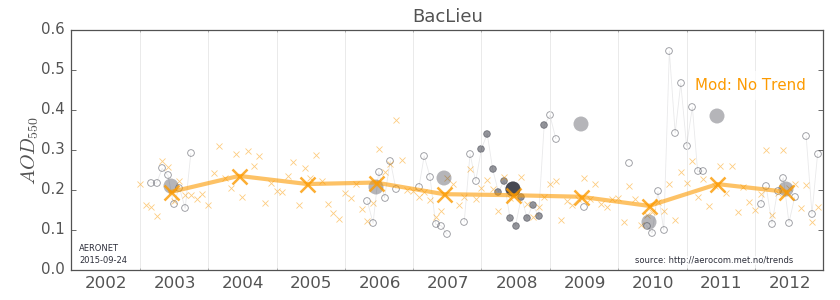 BacLieu
0.6
0.5
0.4
0.3
0.2
0.1
0.0
AOD550
Mod: No Trend
AERONET
2015-09-24
source: http://aerocom.met.no/trends
2002 2003 2004 2005 2006 2007 2008 2009 2010 2011 2012